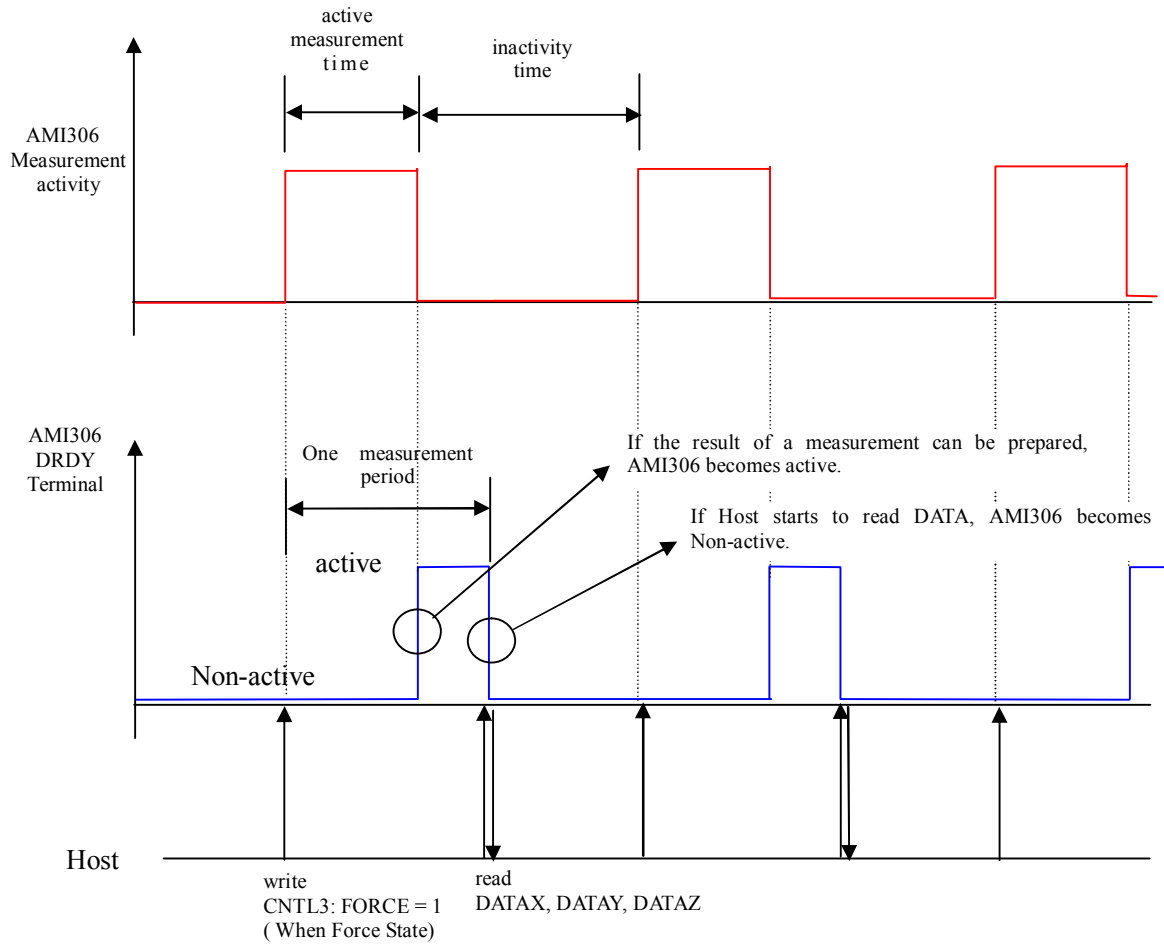 active
measurement
time
inactivity
time
AMI306
Measurement
activity
AMI306
DRDY
Terminal
One measurement
period
If the result of a measurement can be prepared,
AMI306 becomes active.
If Host starts to read DATA, AMI306 becomes
Non-active.
active
Non-active
Host
write
CNTL3: FORCE = 1
( When Force State)
read
DATAX, DATAY, DATAZ